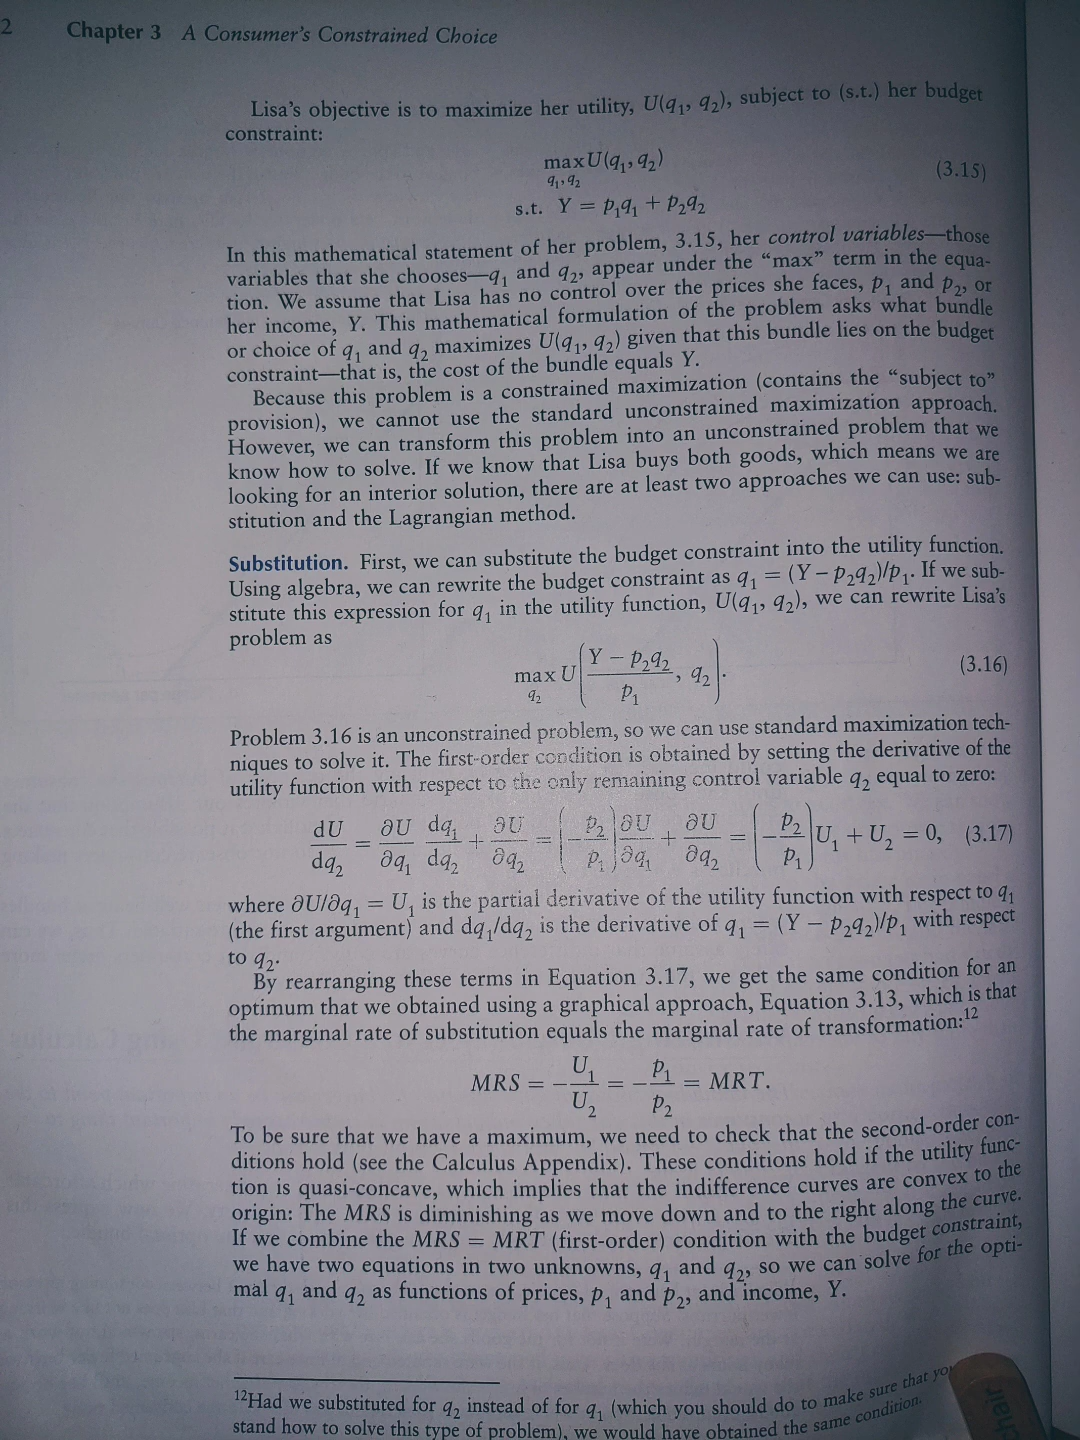 2 Chapter 3 A Consumer's Constrained Choice
Lisa's objective is to maximize her utility, U(q₁, q₂), subject to (s.t.) her budget
constraint:
max U(q₁, q₂)
q₁, q₂
(3.15)
s.t. Y = p₁q₁ + p₂q₂
In this mathematical statement of her problem, 3.15, her control variables—those
variables that she chooses—q₁ and q₂, appear under the “max” term in the equa-
tion. We assume that Lisa has no control over the prices she faces, p₁ and p₂, or
her income, Y. This mathematical formulation of the problem asks what bundle
or choice of q₁ and q₂ maximizes U(q₁, q₂) given that this bundle lies on the budget
constraint—that is, the cost of the bundle equals Y.
Because this problem is a constrained maximization (contains the “subject to”
provision), we cannot use the standard unconstrained maximization approach.
However, we can transform this problem into an unconstrained problem that we
know how to solve. If we know that Lisa buys both goods, which means we are
looking for an interior solution, there are at least two approaches we can use: sub-
stitution and the Lagrangian method.
Substitution. First, we can substitute the budget constraint into the utility function.
Using algebra, we can rewrite the budget constraint as q₁ = (Y − p₂q₂)/p₁. If we sub-
stitute this expression for q₁ in the utility function, U(q₁, q₂), we can rewrite Lisa's
problem as
max U((Y − p₂q₂)/p₁, q₂). (3.16)
q₂
Problem 3.16 is an unconstrained problem, so we can use standard maximization tech-
niques to solve it. The first-order condition is obtained by setting the derivative of the
utility function with respect to the only remaining control variable q₂ equal to zero:
dU/dq₂ = ∂U/∂q₁ dq₁/dq₂ + ∂U/∂q₂ = (−p₂/p₁)∂U/∂q₁ + ∂U/∂q₂ = (−p₂/p₁)U₁ + U₂ = 0, (3.17)
where ∂U/∂q₁ = U₁ is the partial derivative of the utility function with respect to q₁
(the first argument) and dq₁/dq₂ is the derivative of q₁ = (Y − p₂q₂)/p₁ with respect
to q₂.
By rearranging these terms in Equation 3.17, we get the same condition for an
optimum that we obtained using a graphical approach, Equation 3.13, which is that
the marginal rate of substitution equals the marginal rate of transformation:¹²
MRS = −U₁/U₂ = −p₁/p₂ = MRT.
To be sure that we have a maximum, we need to check that the second-order con-
ditions hold (see the Calculus Appendix). These conditions hold if the utility func-
tion is quasi-concave, which implies that the indifference curves are convex to the
origin: The MRS is diminishing as we move down and to the right along the curve.
If we combine the MRS = MRT (first-order) condition with the budget constraint,
we have two equations in two unknowns, q₁ and q₂, so we can solve for the opti-
mal q₁ and q₂ as functions of prices, p₁ and p₂, and income, Y.
¹²Had we substituted for q₂ instead of for q₁ (which you should do to make sure that you
stand how to solve this type of problem), we would have obtained the same condition.